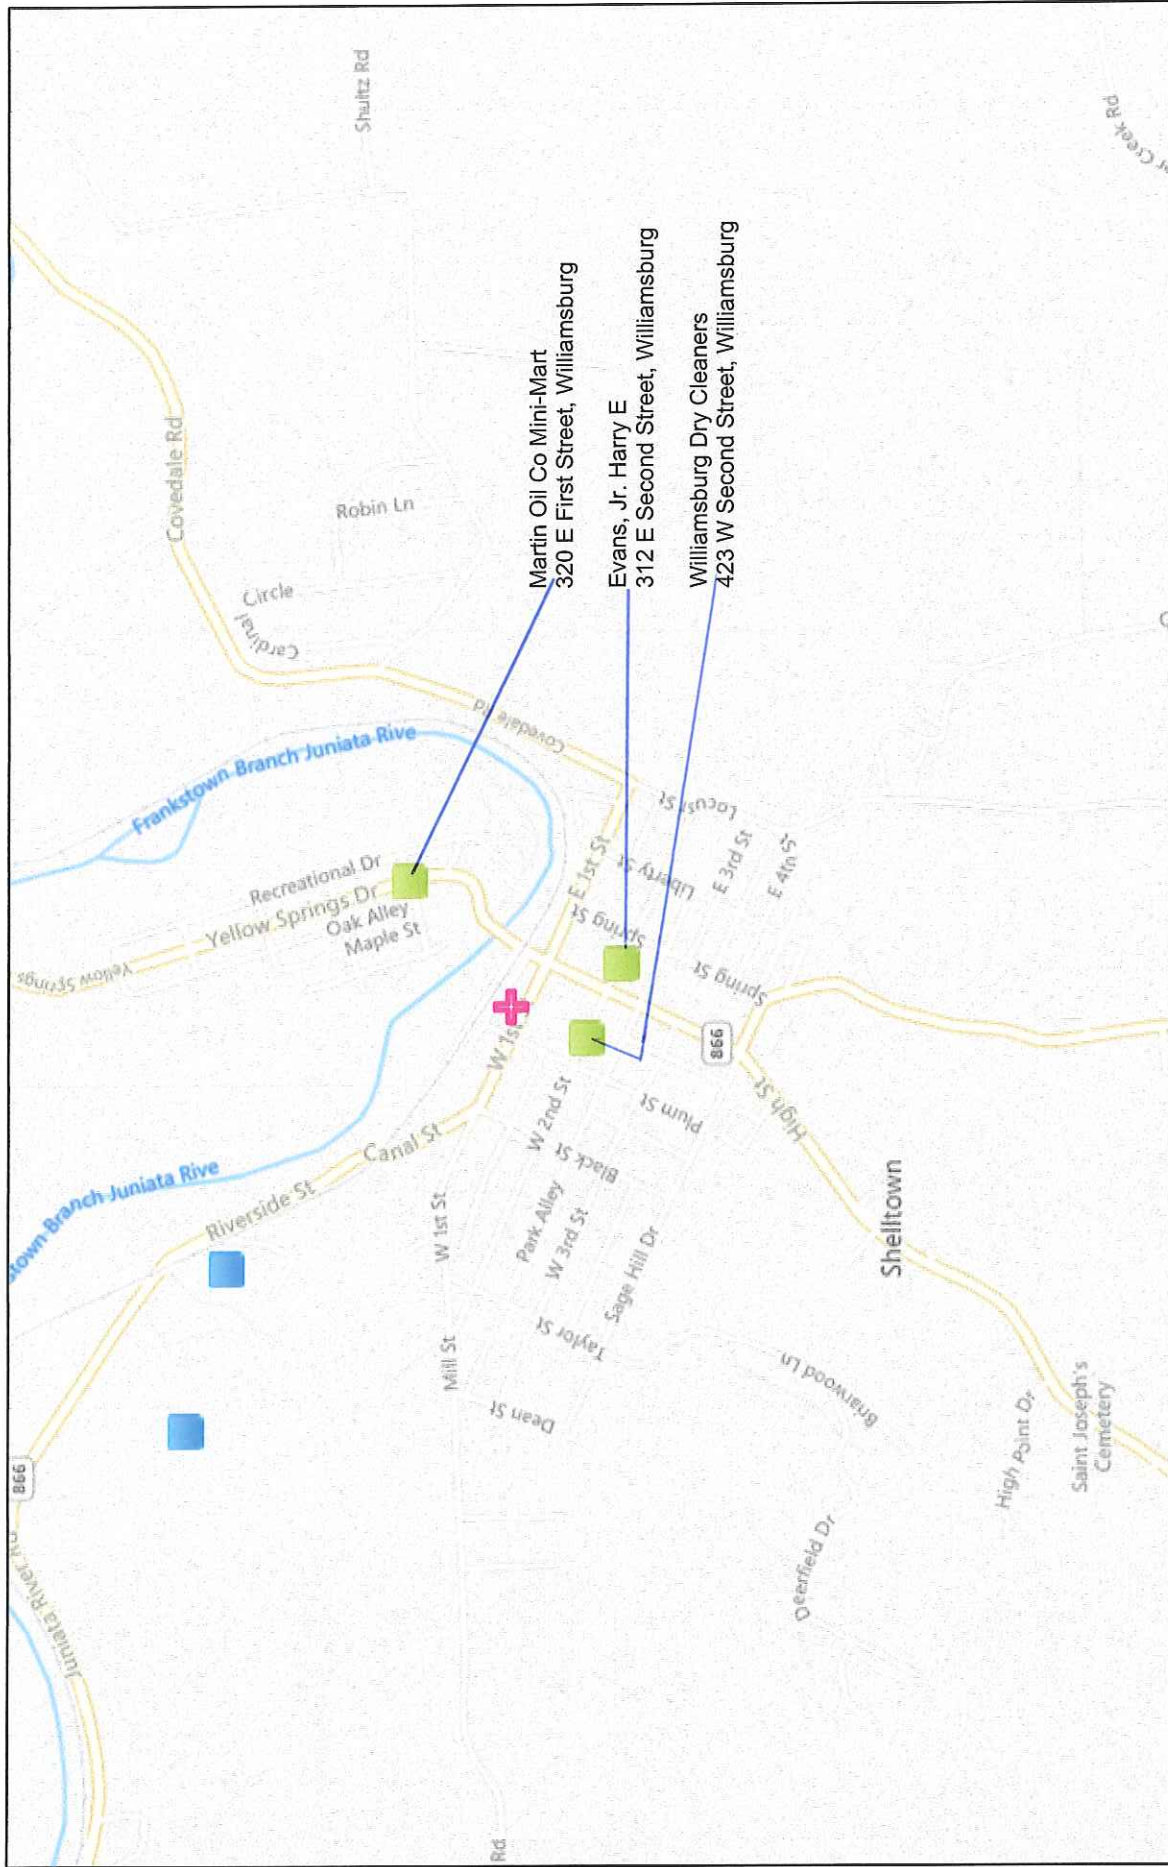 Shultz Rd
er Creek Rd
Covedale Rd
Robin Ln
Cardinal Circle
Martin Oil Co Mini-Mart
320 E First Street, Williamsburg
Evans, Jr. Harry E
312 E Second Street, Williamsburg
Williamsburg Dry Cleaners
423 W Second Street, Williamsburg
Covedale Rd
Frankstown Branch Juniata Rive
Recreational Dr
Yellow Springs Dr
Oak Alley
Maple St
Yellow Springs
E 1st St
Locust St
Liberty St
E 3rd St
E 4th St
Spring St
Spring St
W 1st
866
W 2nd St
Plum St
High St
Black St
Canal St
Riverside St
stown Branch Juniata Rive
W 1st St
Park Alley
W 3rd St
Sage Hill Dr
Taylor St
Mill St
Dean St
Shelltown
Briarwood Ln
High Point Dr
Saint Joseph's
Cemetery
Deerfield Dr
866
Juniata River Rd
Rd